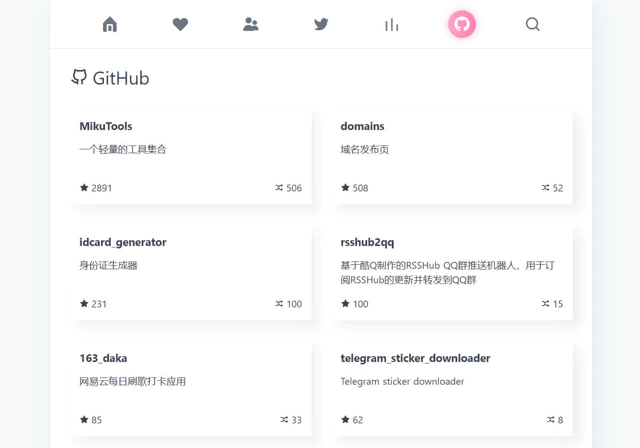 GitHub
MikuTools
一个轻量的工具集合
2891
506
domains
域名发布页
508
52
idcard_generator
身份证生成器
231
100
rsshub2qq
基于酷Q制作的RSSHub QQ群推送机器人，用于订
阅RSSHub的更新并转发到QQ群
100
15
163_daka
网易云每日刷歌打卡应用
85
33
telegram_sticker_downloader
Telegram sticker downloader
62
8